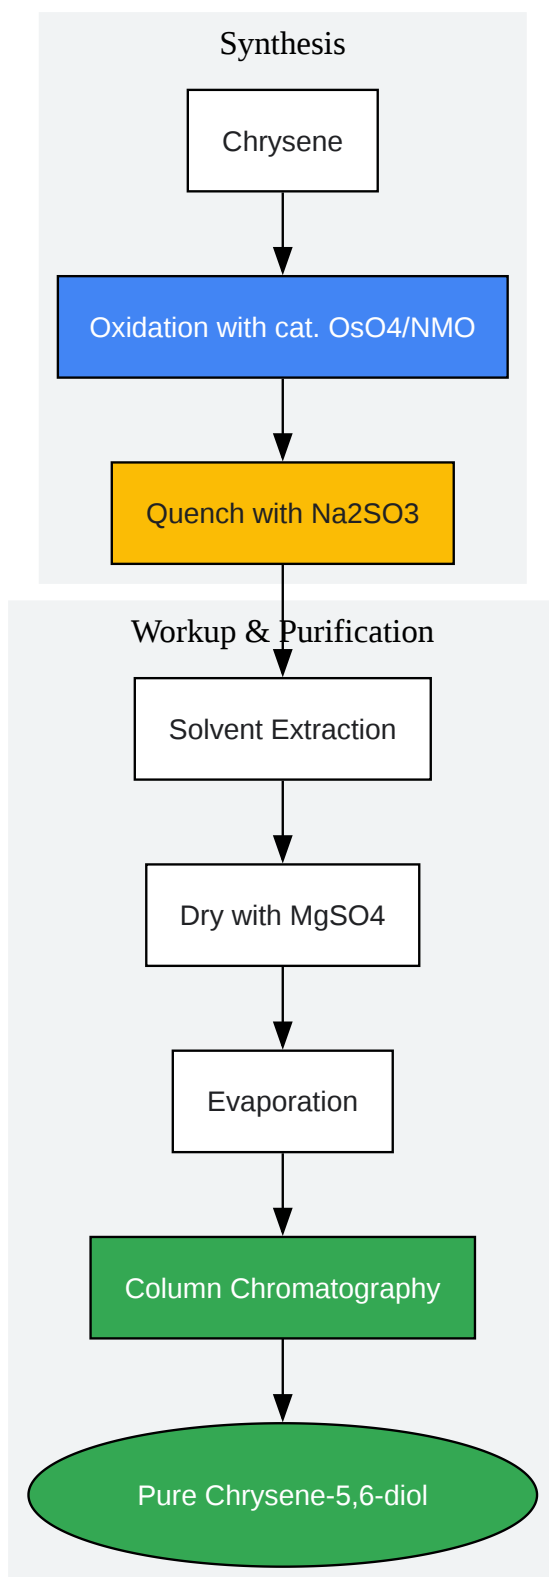 Synthesis
Chrysene
Oxidation with cat. OsO4/NMO
Quench with Na2SO3
Workup & Purification
Solvent Extraction
Dry with MgSO4
Evaporation
Column Chromatography
Pure Chrysene-5,6-diol